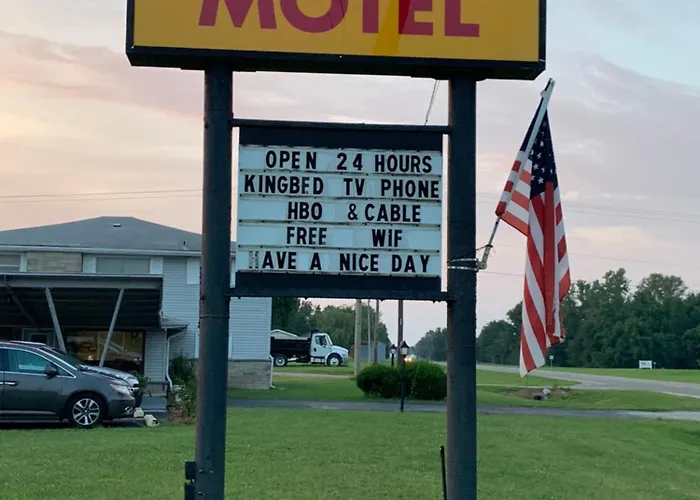 MOTEL
OPEN 24 HOURS
KINGBED TV PHONE
HBO & CABLE
FREE WIF
HAVE A NICE DAY